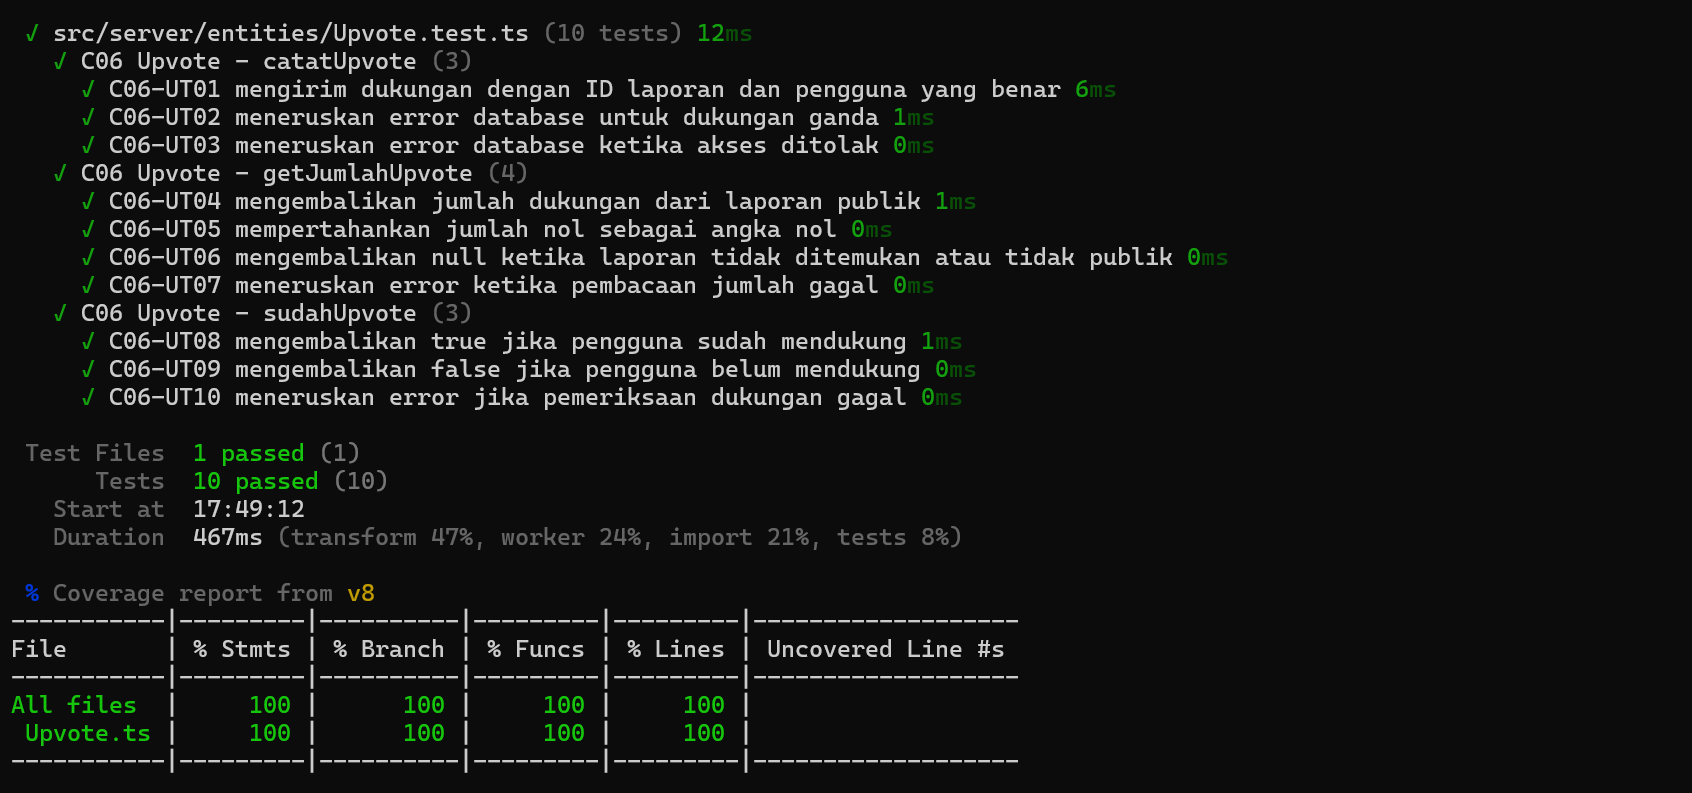 ✓ src/server/entities/Upvote.test.ts (10 tests) 12ms
✓ C06 Upvote - catatUpvote (3)
✓ C06-UT01 mengirim dukungan dengan ID laporan dan pengguna yang benar 6ms
✓ C06-UT02 meneruskan error database untuk dukungan ganda 1ms
✓ C06-UT03 meneruskan error database ketika akses ditolak 0ms
✓ C06 Upvote - getJumlahUpvote (4)
✓ C06-UT04 mengembalikan jumlah dukungan dari laporan publik 1ms
✓ C06-UT05 mempertahankan jumlah nol sebagai angka nol 0ms
✓ C06-UT06 mengembalikan null ketika laporan tidak ditemukan atau tidak publik 0ms
✓ C06-UT07 meneruskan error ketika pembacaan jumlah gagal 0ms
✓ C06 Upvote - sudahUpvote (3)
✓ C06-UT08 mengembalikan true jika pengguna sudah mendukung 1ms
✓ C06-UT09 mengembalikan false jika pengguna belum mendukung 0ms
✓ C06-UT10 meneruskan error jika pemeriksaan dukungan gagal 0ms
Test Files 1 passed (1)
Tests 10 passed (10)
Start at 17:49:12
Duration 467ms (transform 47%, worker 24%, import 21%, tests 8%)
% Coverage report from v8
-----------|---------|----------|---------|---------|-------------------
File | % Stmts | % Branch | % Funcs | % Lines | Uncovered Line #s
-----------|---------|----------|---------|---------|-------------------
All files | 100 | 100 | 100 | 100 |
Upvote.ts | 100 | 100 | 100 | 100 |
-----------|---------|----------|---------|---------|-------------------